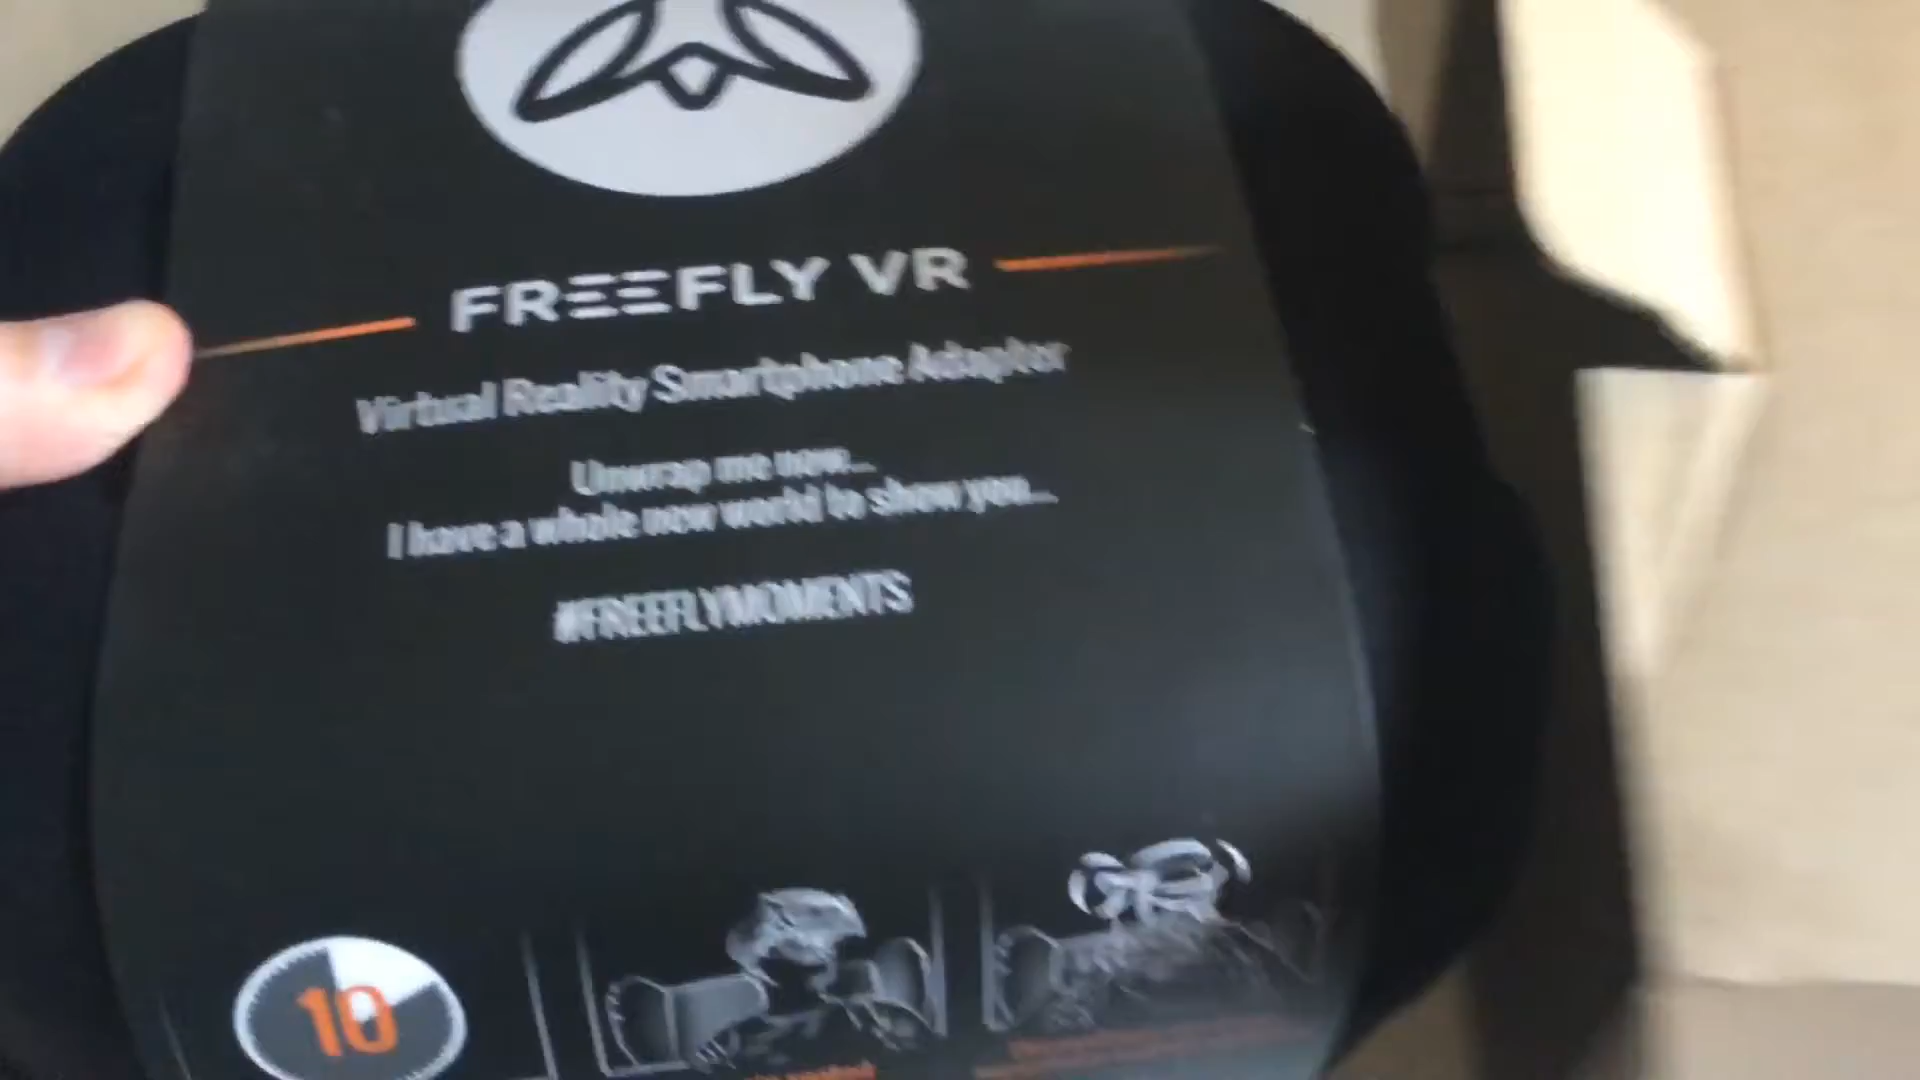 FREEFLY VR
Virtual Reality Smartphone Adapter
Unwrap me now...
I have a whole new world to show you...
#FREEFLYMOMENTS
10